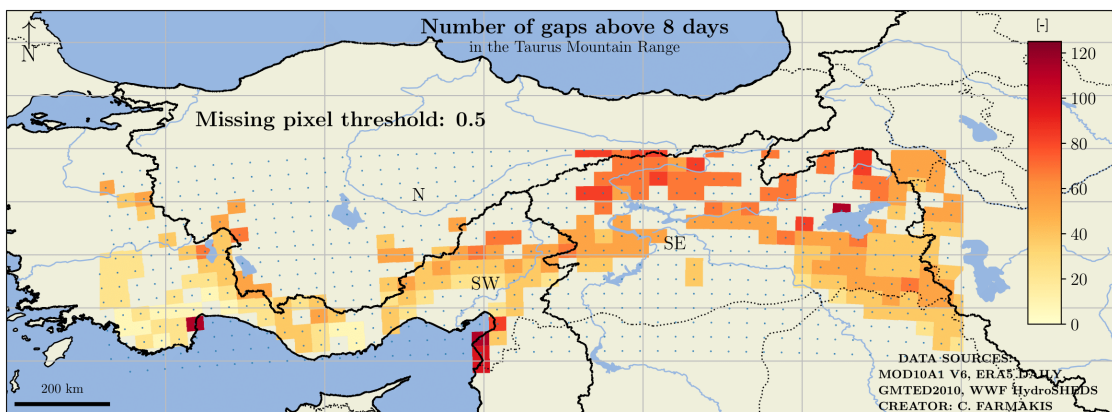 Number of gaps above 8 days
in the Taurus Mountain Range
N
Missing pixel threshold: 0.5
[-]
120
100
80
60
40
20
0
N
SE
SW
200 km
DATA SOURCES:
MOD10A1 V6, ERA5 DAILY,
GMTED2010, WWF HydroSHEDS
CREATOR: C. FARMAKIS